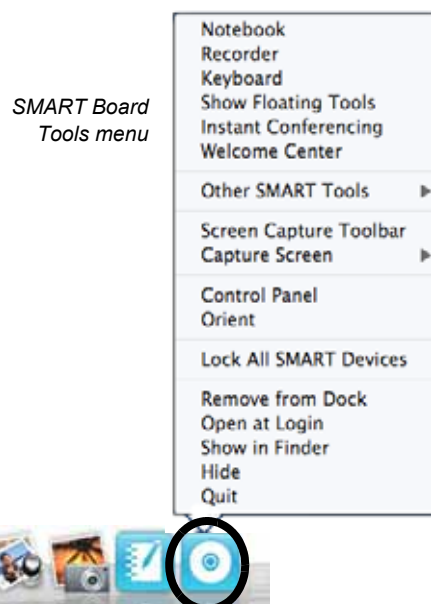 SMART Board
Tools menu
Notebook
Recorder
Keyboard
Show Floating Tools
Instant Conferencing
Welcome Center
Other SMART Tools
Screen Capture Toolbar
Capture Screen
Control Panel
Orient
Lock All SMART Devices
Remove from Dock
Open at Login
Show in Finder
Hide
Quit